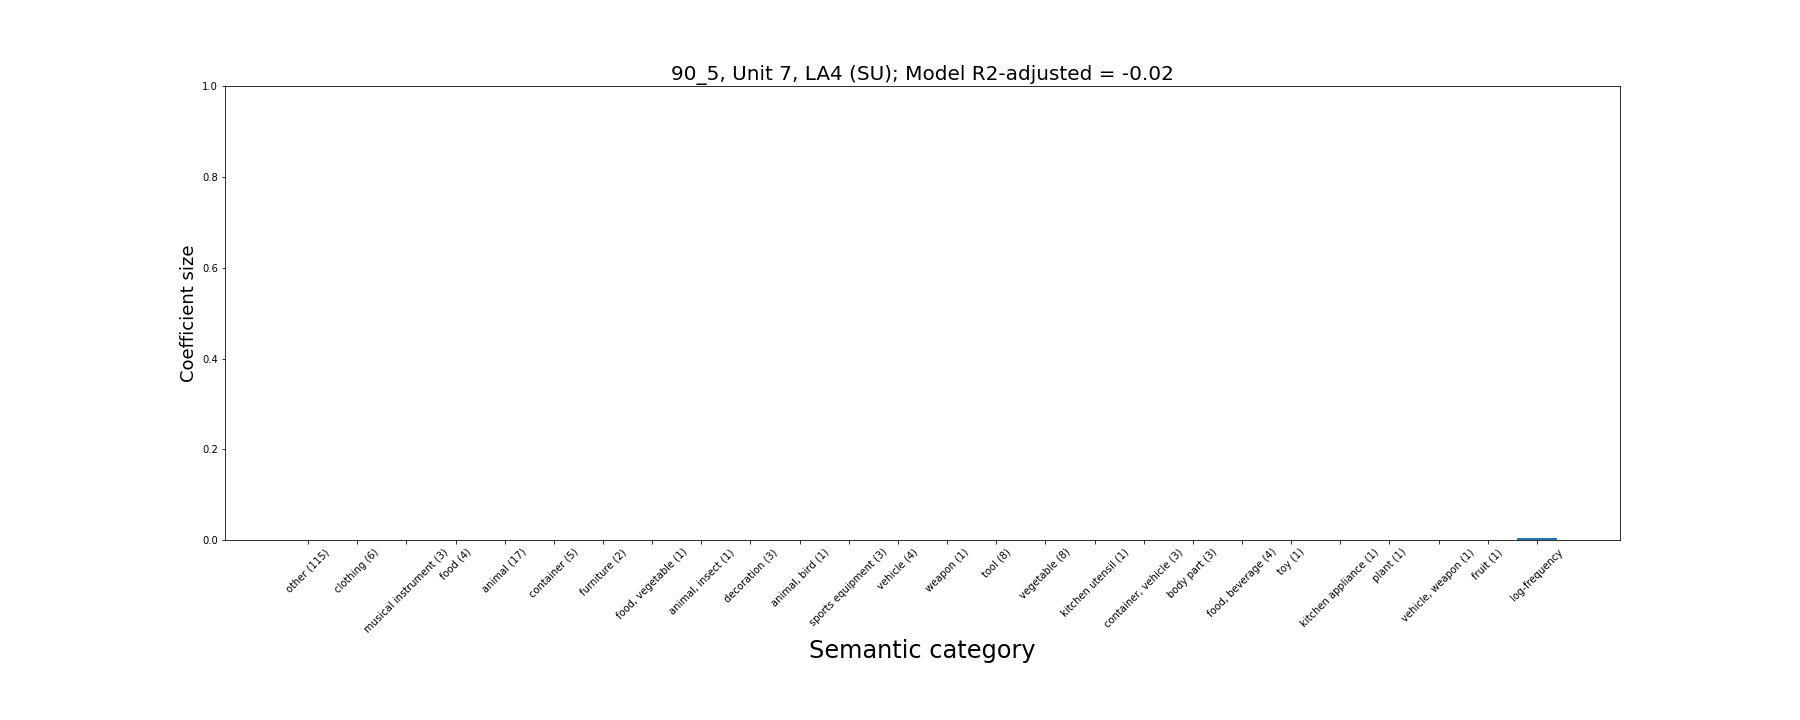 90_5, Unit 7, LA4 (SU); Model R2-adjusted = -0.02
1.0
0.8
0.6
0.4
0.2
0.0
Coefficient size
other (115)
clothing (6)
musical instrument (3)
food (4)
animal (17)
container (5)
furniture (2)
food, vegetable (1)
animal, insect (1)
decoration (3)
animal, bird (1)
sports equipment (3)
vehicle (4)
weapon (1)
tool (8)
vegetable (8)
kitchen utensil (1)
container, vehicle (3)
body part (3)
food, beverage (4)
toy (1)
kitchen appliance (1)
plant (1)
vehicle, weapon (1)
fruit (1)
log-frequency
Semantic category